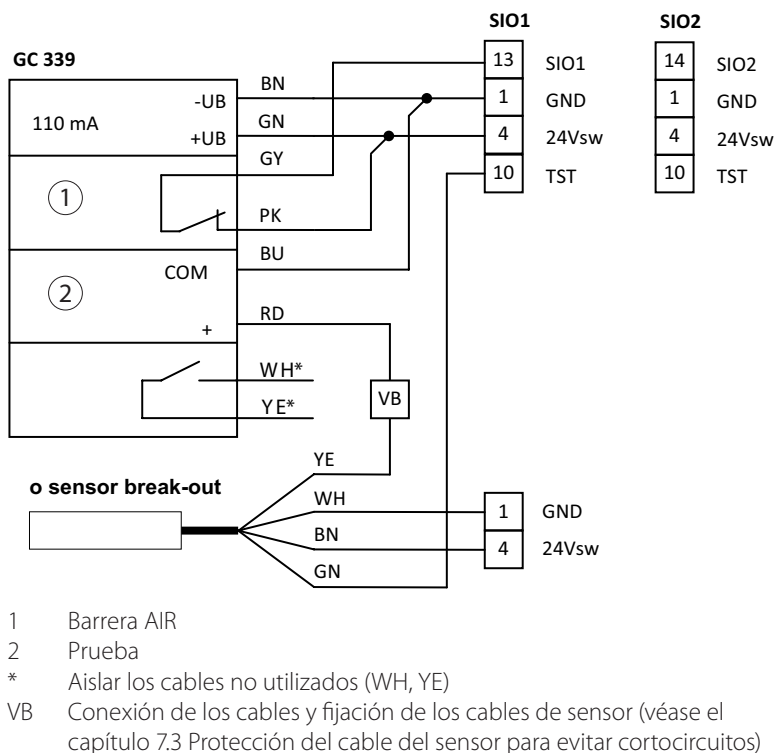 SIO1 SIO2
GC 339
110 mA
-UB
+UB
1
COM
2
+
BN
GN
GY
PK
BU
RD
WH*
YE*
VB
13 SIO1
1 GND
4 24Vsw
10 TST
14 SIO2
1 GND
4 24Vsw
10 TST
o sensor break-out
YE
WH
BN
GN
1 GND
4 24Vsw
1 Barrera AIR
2 Prueba
* Aislar los cables no utilizados (WH, YE)
VB Conexión de los cables y fijación de los cables de sensor (véase el
capítulo 7.3 Protección del cable del sensor para evitar cortocircuitos)